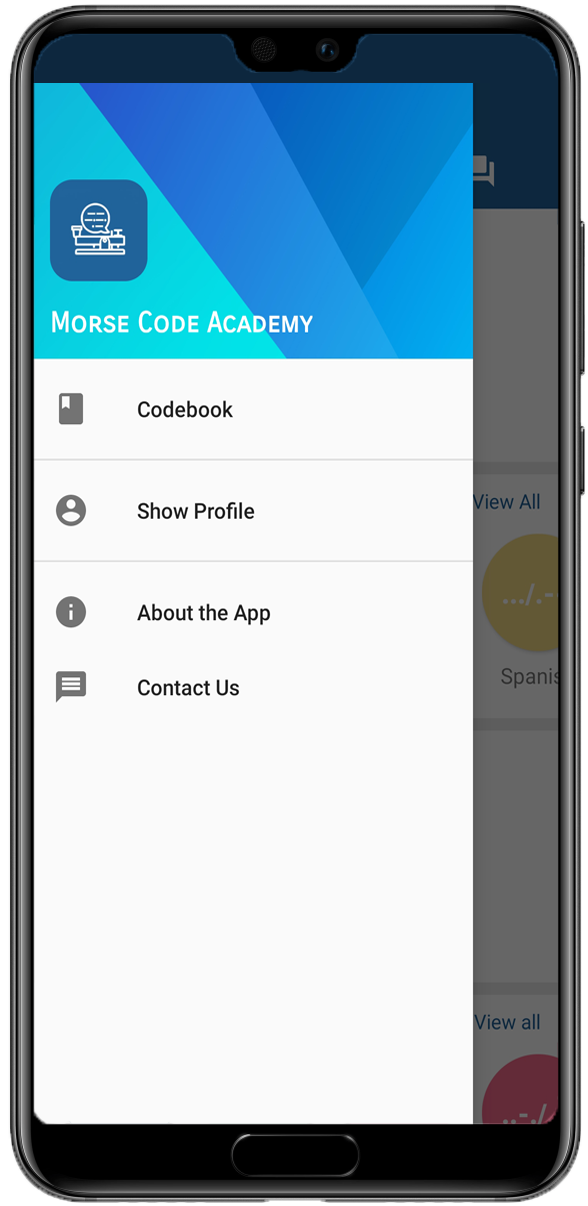 Morse Code Academy
Codebook
View All
Show Profile
.../.-
Spanis
About the App
Contact Us
View all